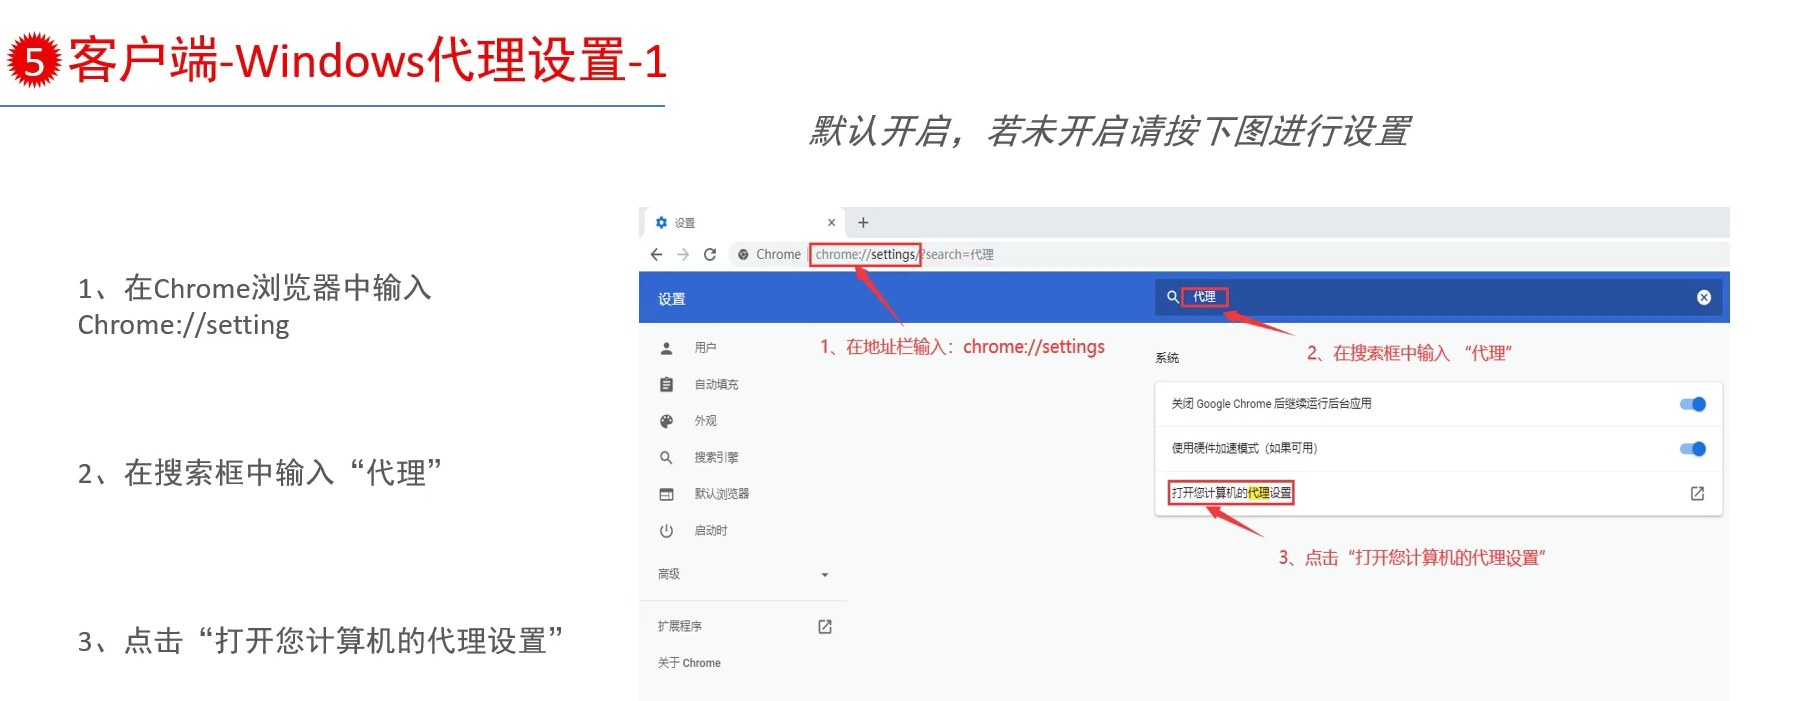 5 客户端-Windows代理设置-1
默认开启，若未开启请按下图进行设置
1、在Chrome浏览器中输入
Chrome://setting
2、在搜索框中输入“代理”
3、点击“打开您计算机的代理设置”
设置
Chrome | chrome://settings/?search=代理
设置
代理
1、在地址栏输入：chrome://settings
2、在搜索框中输入 “代理”
用户
自动填充
外观
搜索引擎
默认浏览器
启动时
高级
扩展程序
关于 Chrome
系统
关闭 Google Chrome 后继续运行后台应用
使用硬件加速模式（如果可用）
打开您计算机的代理设置
3、点击“打开您计算机的代理设置”